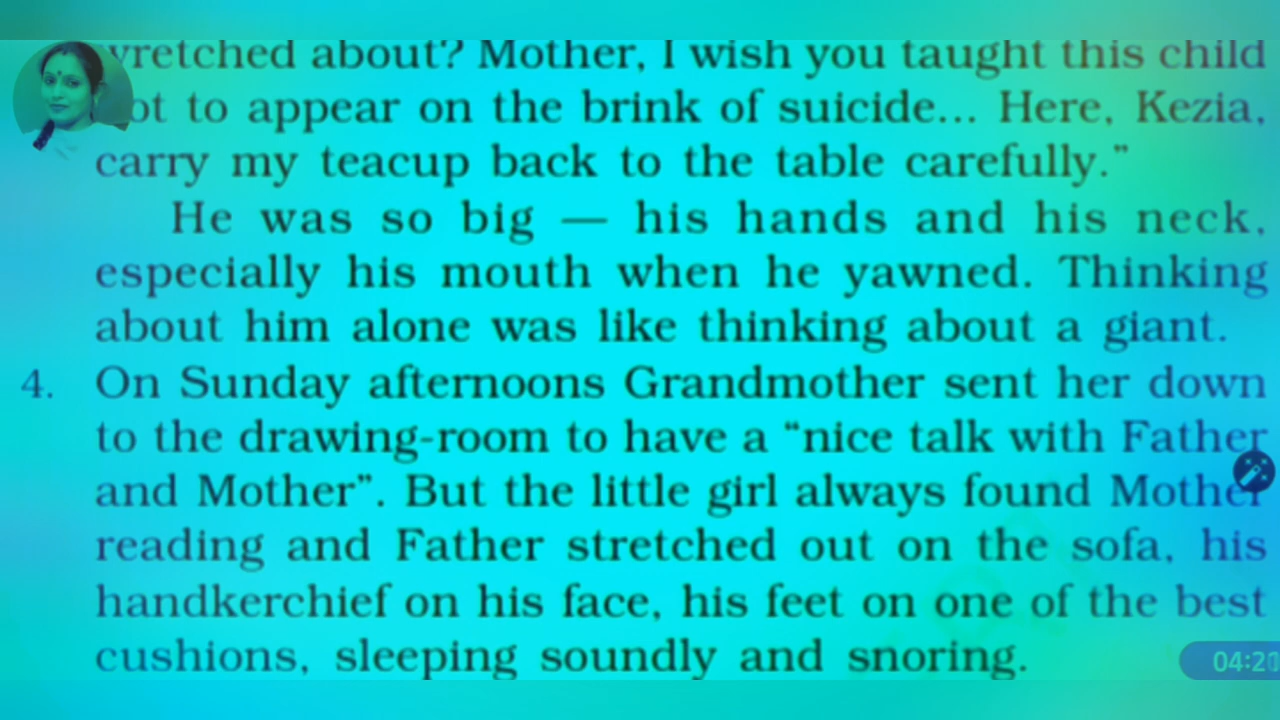 wretched about? Mother, I wish you taught this child
not to appear on the brink of suicide... Here, Kezia,
carry my teacup back to the table carefully.”
He was so big — his hands and his neck,
especially his mouth when he yawned. Thinking
about him alone was like thinking about a giant.
4. On Sunday afternoons Grandmother sent her down
to the drawing-room to have a “nice talk with Father
and Mother”. But the little girl always found Mother
reading and Father stretched out on the sofa, his
handkerchief on his face, his feet on one of the best
cushions, sleeping soundly and snoring.
04:20